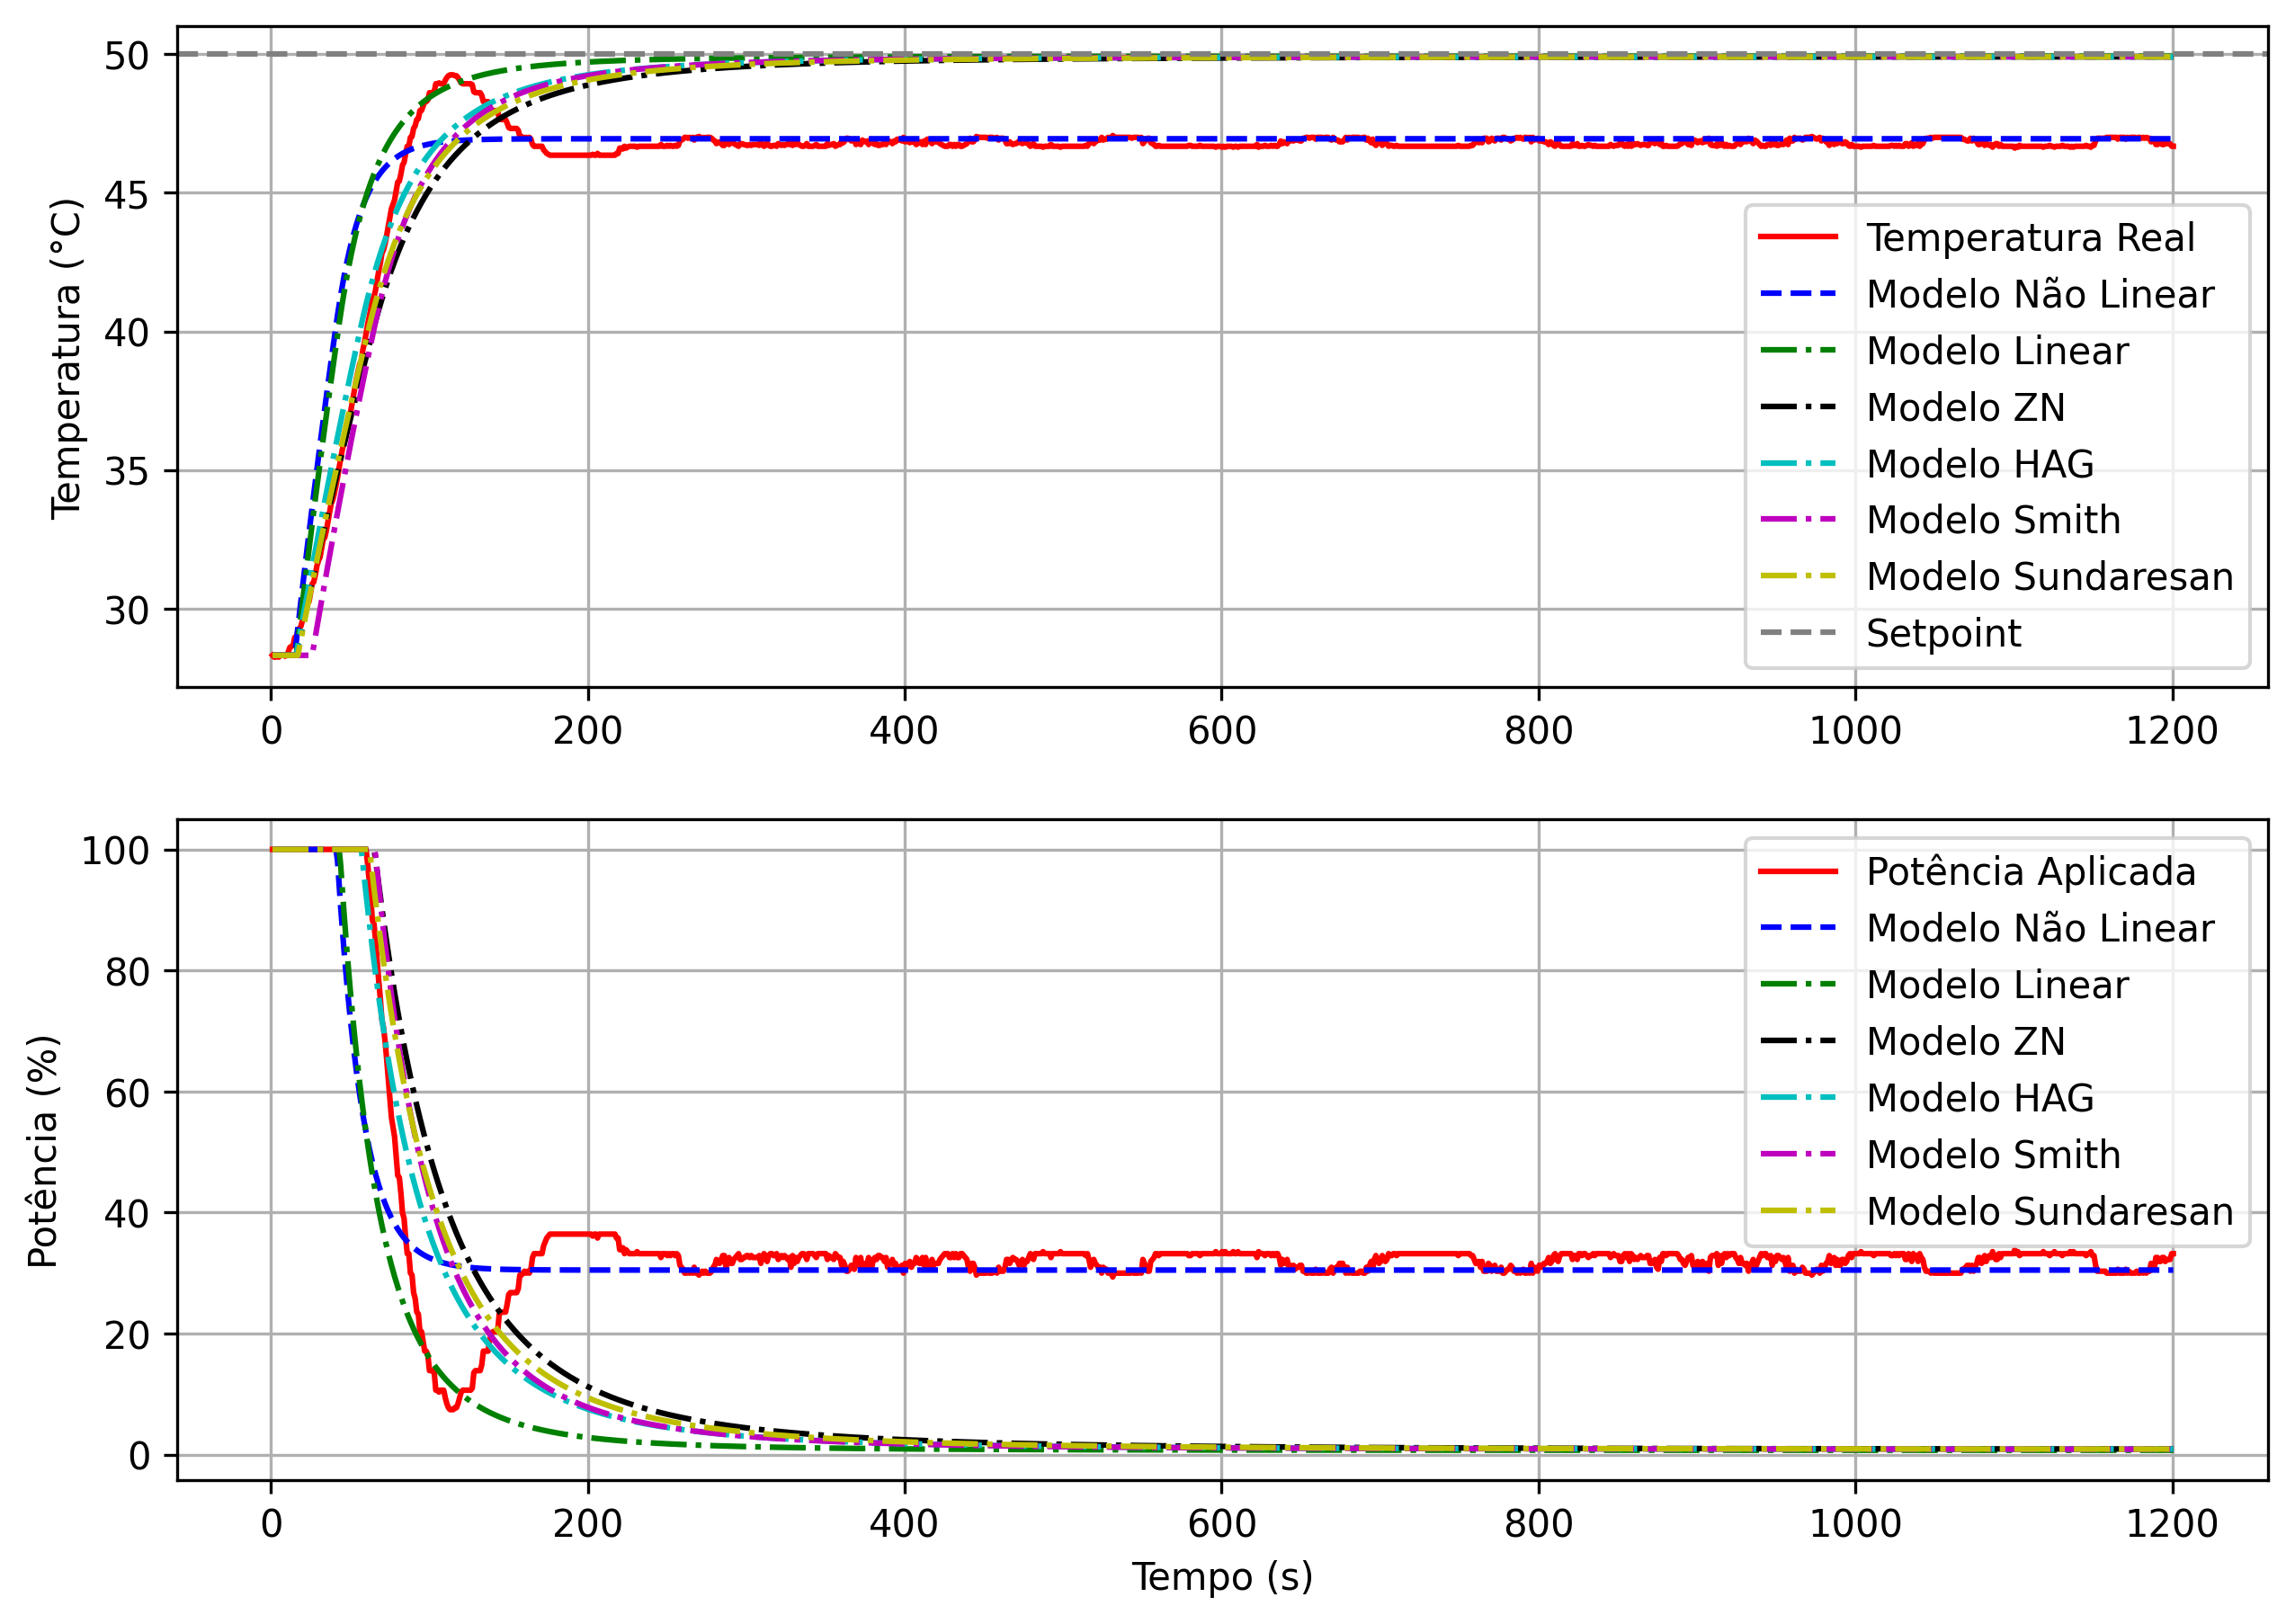 Temperatura (°C)
50
45
40
35
30
Temperatura Real
Modelo Não Linear
Modelo Linear
Modelo ZN
Modelo HAG
Modelo Smith
Modelo Sundaresan
Setpoint
0 200 400 600 800 1000 1200
Potência (%)
100
80
60
40
20
0
Potência Aplicada
Modelo Não Linear
Modelo Linear
Modelo ZN
Modelo HAG
Modelo Smith
Modelo Sundaresan
0 200 400 600 800 1000 1200
Tempo (s)